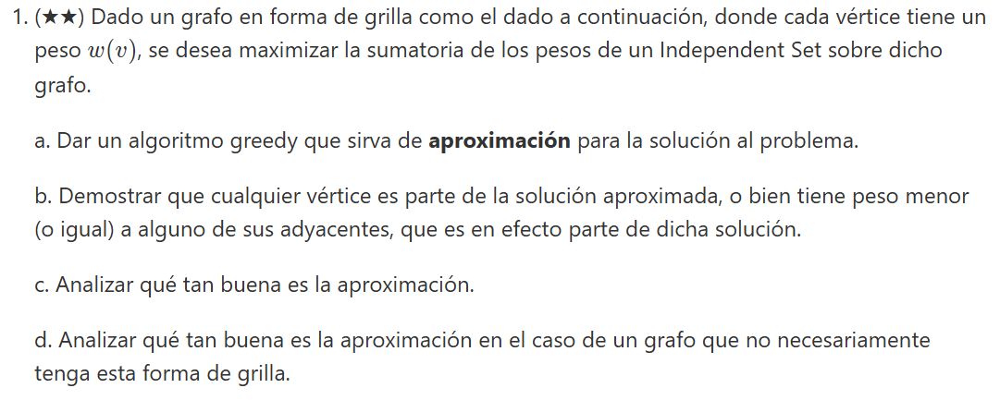 1. (★★) Dado un grafo en forma de grilla como el dado a continuación, donde cada vértice tiene un
peso w(v), se desea maximizar la sumatoria de los pesos de un Independent Set sobre dicho
grafo.
a. Dar un algoritmo greedy que sirva de aproximación para la solución al problema.
b. Demostrar que cualquier vértice es parte de la solución aproximada, o bien tiene peso menor
(o igual) a alguno de sus adyacentes, que es en efecto parte de dicha solución.
c. Analizar qué tan buena es la aproximación.
d. Analizar qué tan buena es la aproximación en el caso de un grafo que no necesariamente
tenga esta forma de grilla.